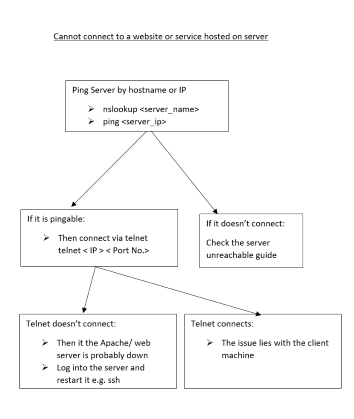 Cannot connect to a website or service hosted on server
Ping Server by hostname or IP
➢ nslookup <server_name>
➢ ping <server_ip>
If it is pingable:
➢ Then connect via telnet
telnet < IP > < Port No.>
If it doesn't connect:
Check the server
unreachable guide
Telnet doesn't connect:
➢ Then it the Apache/ web
server is probably down
➢ Log into the server and
restart it e.g. ssh
Telnet connects:
➢ The issue lies with the client
machine